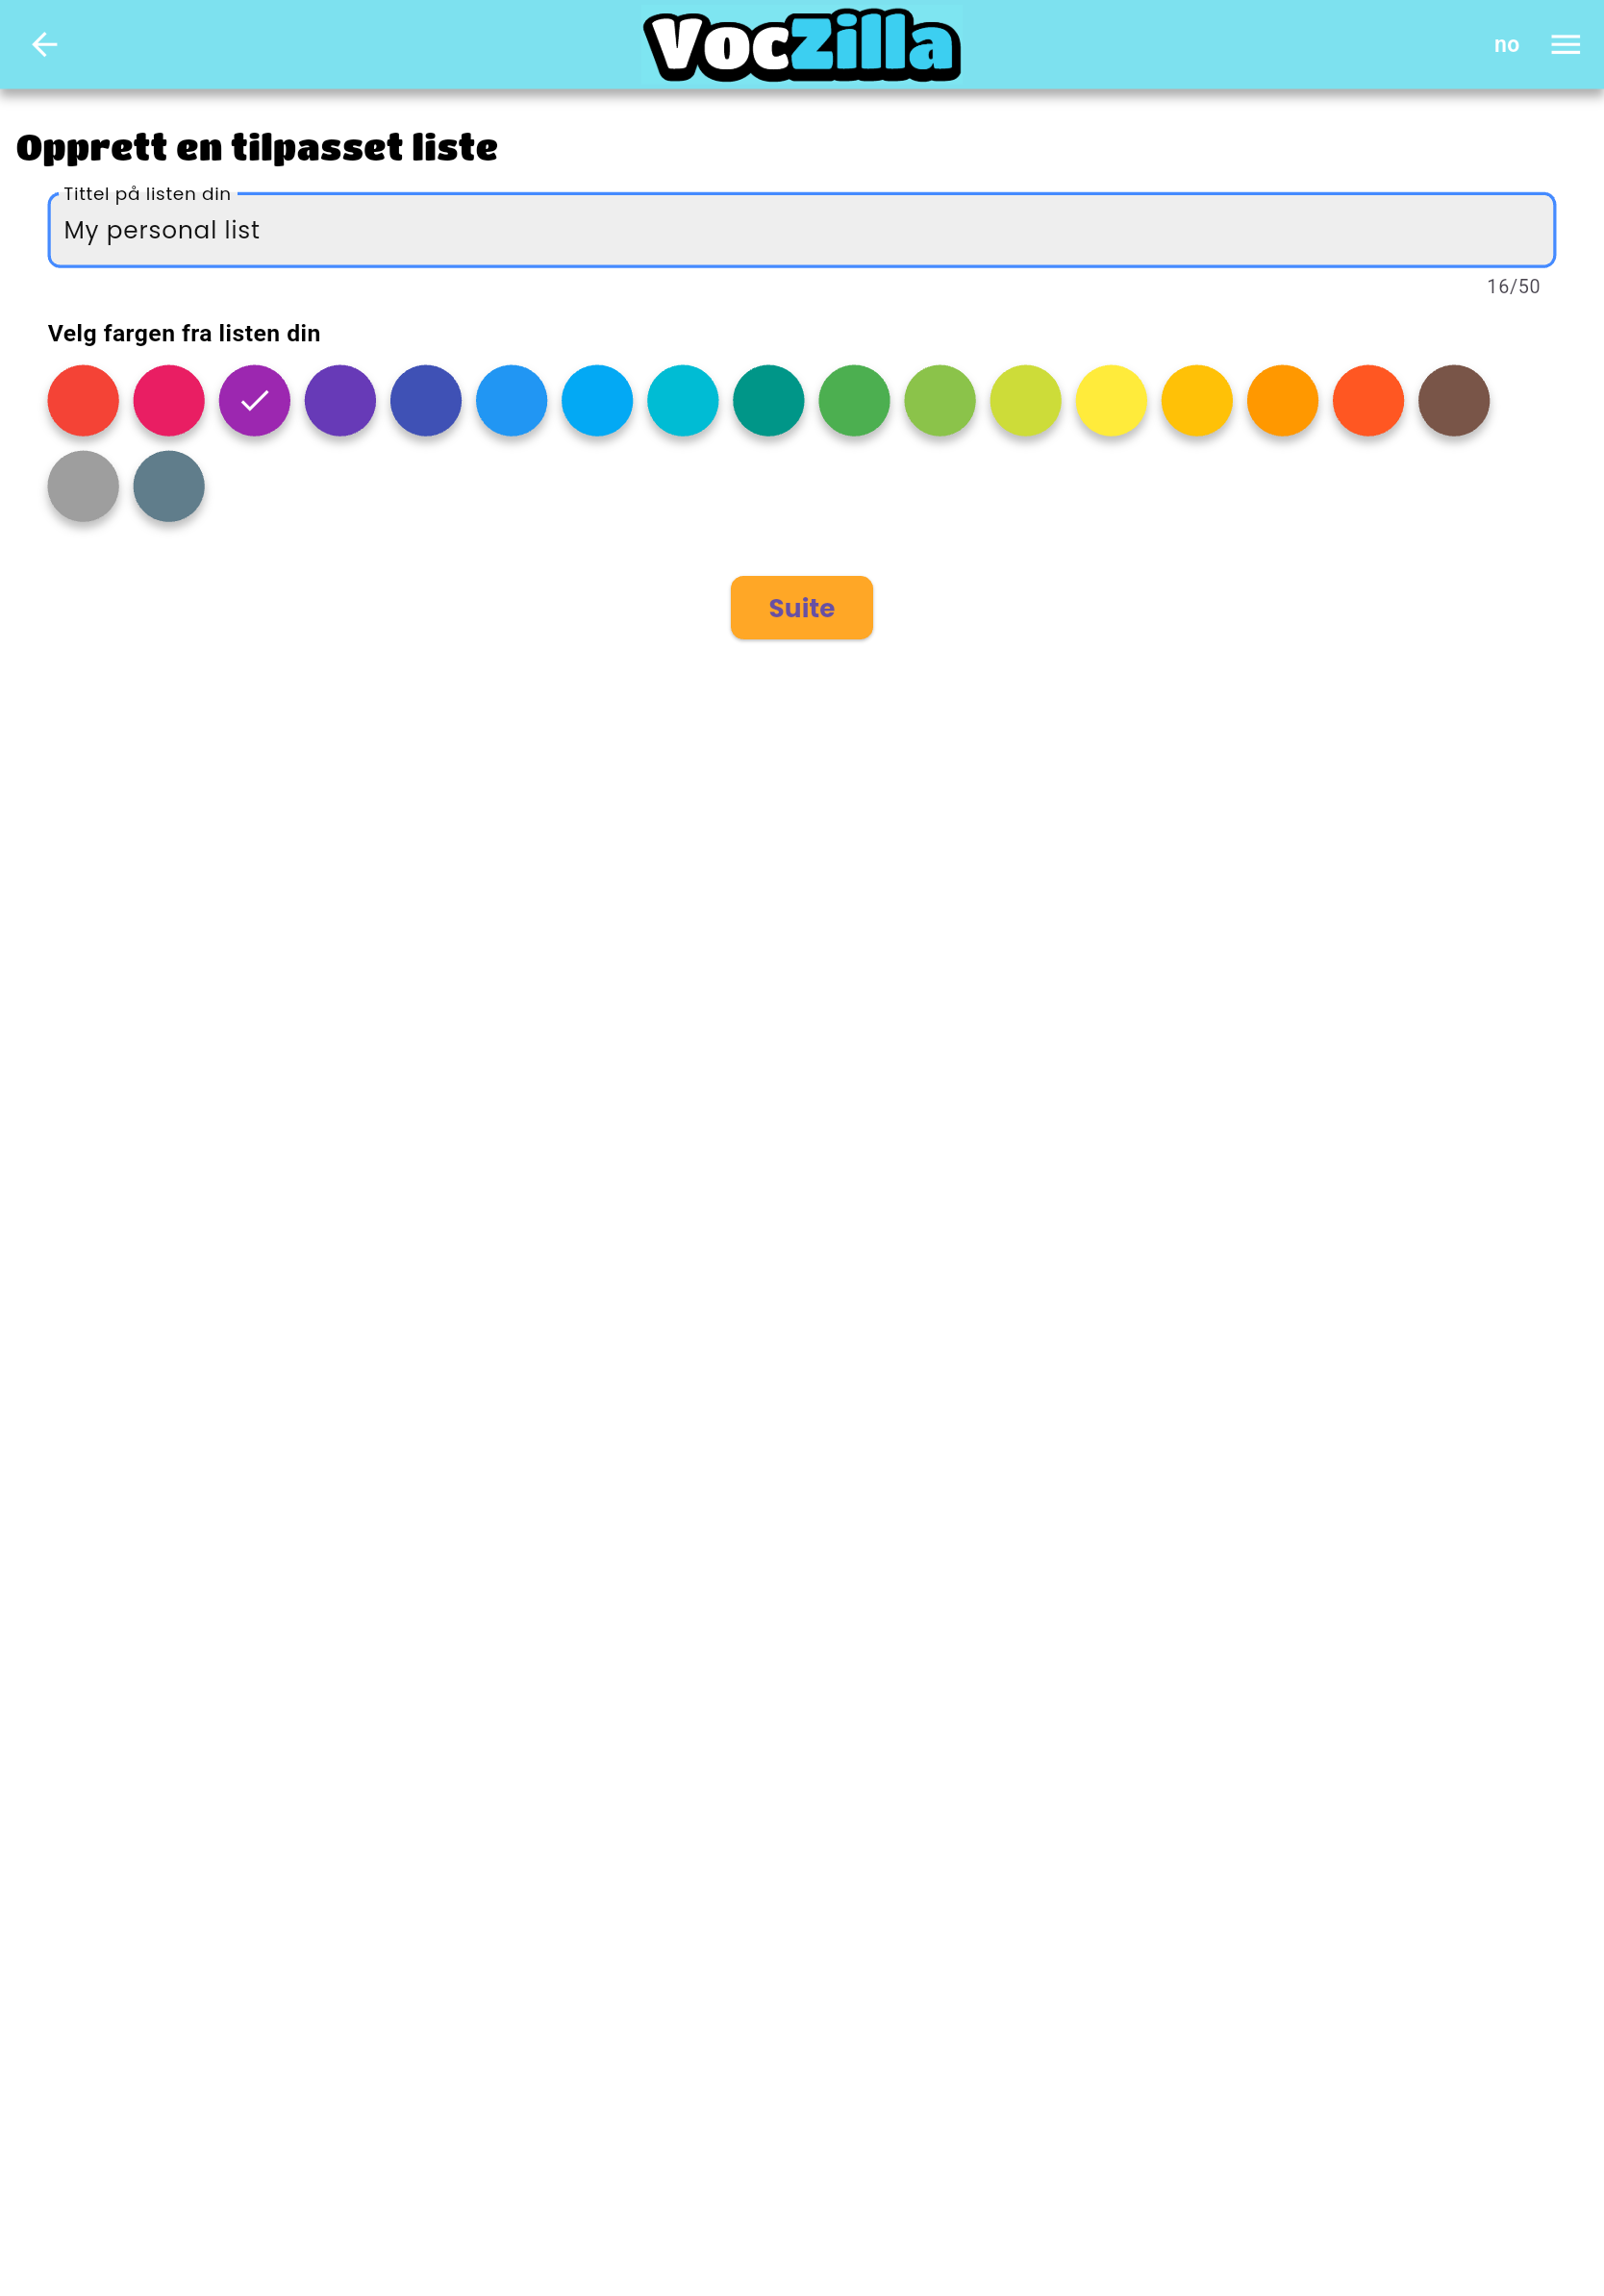 VocZilla
no
Opprett en tilpasset liste
Tittel på listen din
My personal list
16/50
Velg fargen fra listen din
Suite